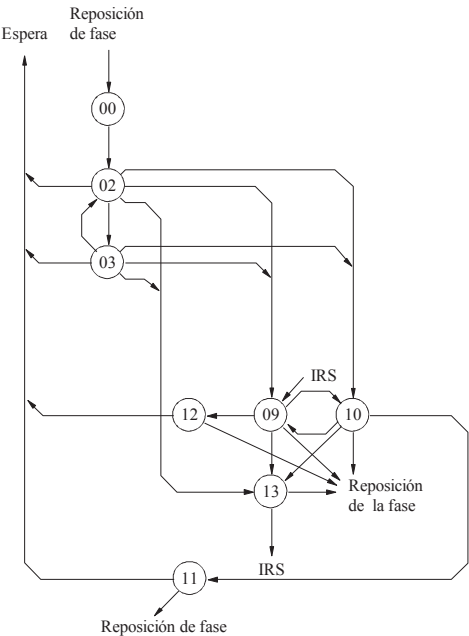 Reposición
de fase
Espera
00
02
03
IRS
12
09
10
13
Reposición
de la fase
IRS
11
Reposición de fase